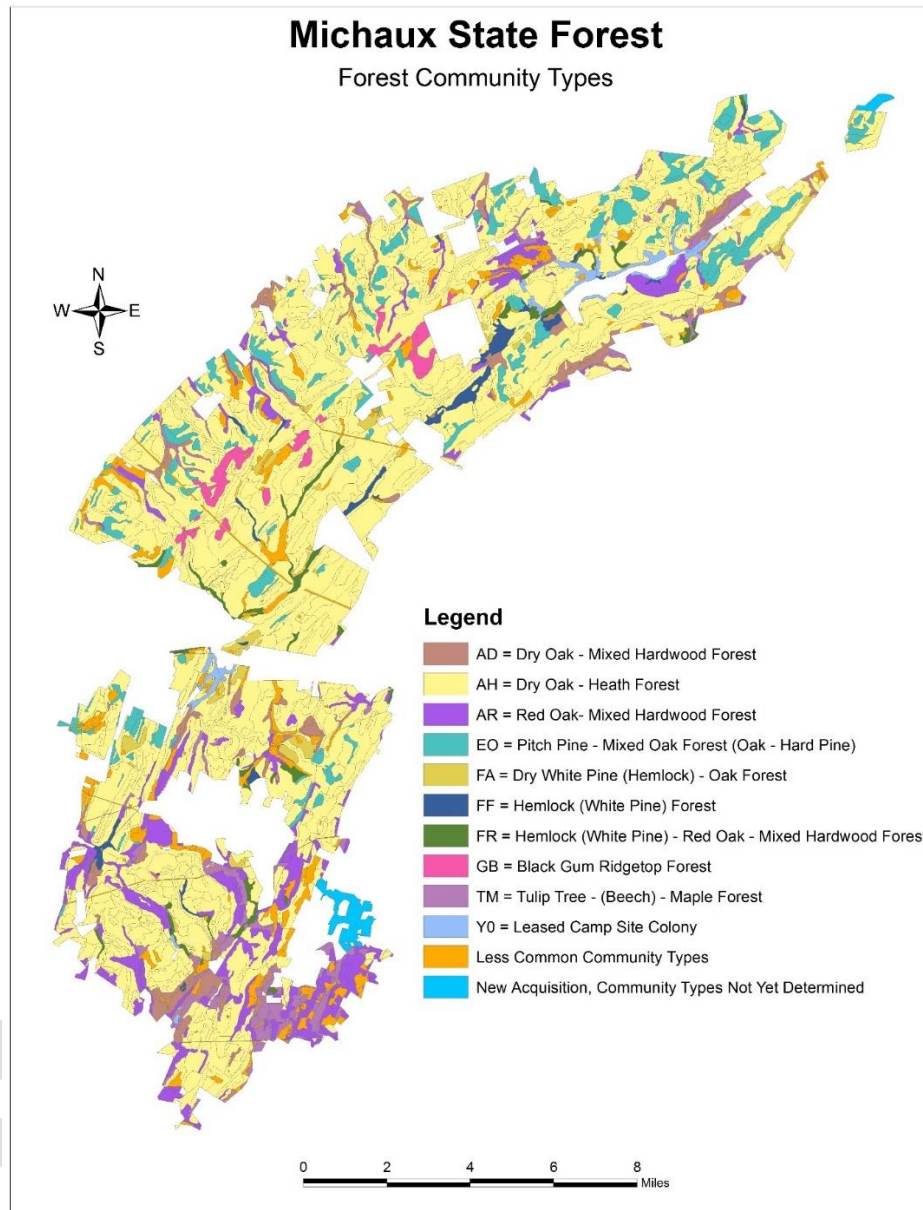 Michaux State Forest
Forest Community Types
N
W E
S
Legend
AD = Dry Oak - Mixed Hardwood Forest
AH = Dry Oak - Heath Forest
AR = Red Oak- Mixed Hardwood Forest
EO = Pitch Pine - Mixed Oak Forest (Oak - Hard Pine)
FA = Dry White Pine (Hemlock) - Oak Forest
FF = Hemlock (White Pine) Forest
FR = Hemlock (White Pine) - Red Oak - Mixed Hardwood Fores
GB = Black Gum Ridgetop Forest
TM = Tulip Tree - (Beech) - Maple Forest
Y0 = Leased Camp Site Colony
Less Common Community Types
New Acquisition, Community Types Not Yet Determined
0 2 4 6 8
Miles